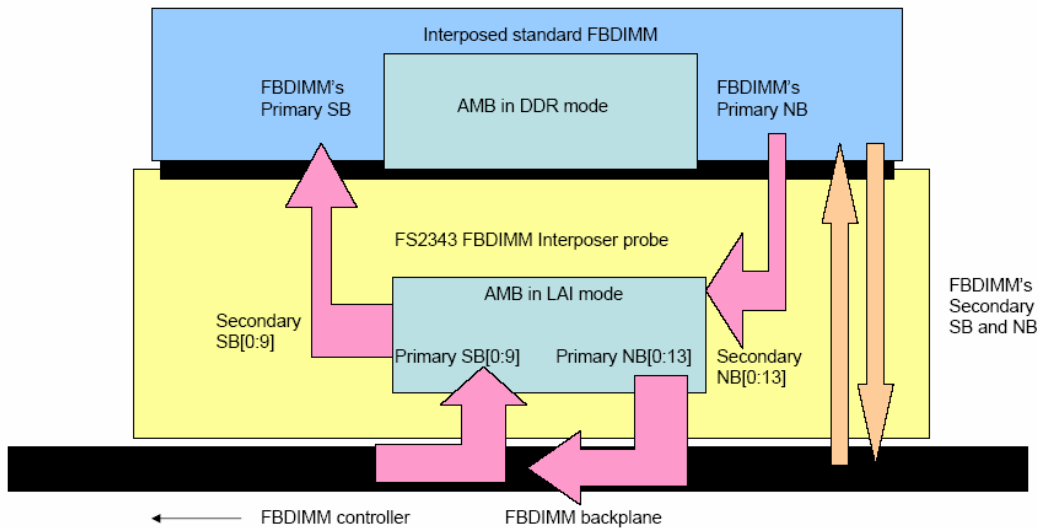 Interposed standard FBDIMM
FBDIMM's
Primary SB
AMB in DDR mode
FBDIMM's
Primary NB
FS2343 FBDIMM Interposer probe
AMB in LAI mode
FBDIMM's
Secondary
SB and NB
Secondary
SB[0:9]
Primary SB[0:9]
Primary NB[0:13]
Secondary
NB[0:13]
FBDIMM controller
FBDIMM backplane